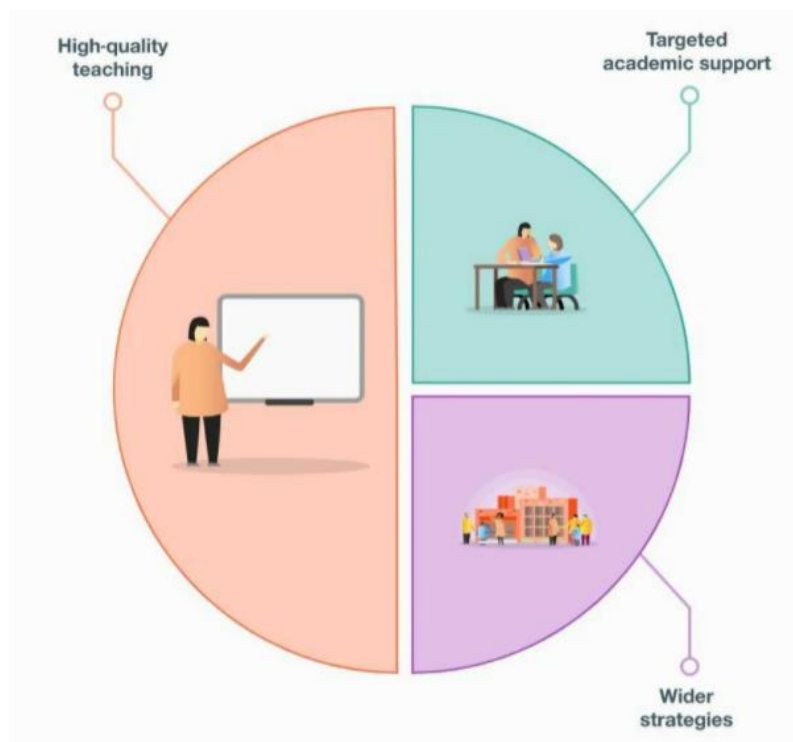 High-quality
teaching
Targeted
academic support
Wider
strategies